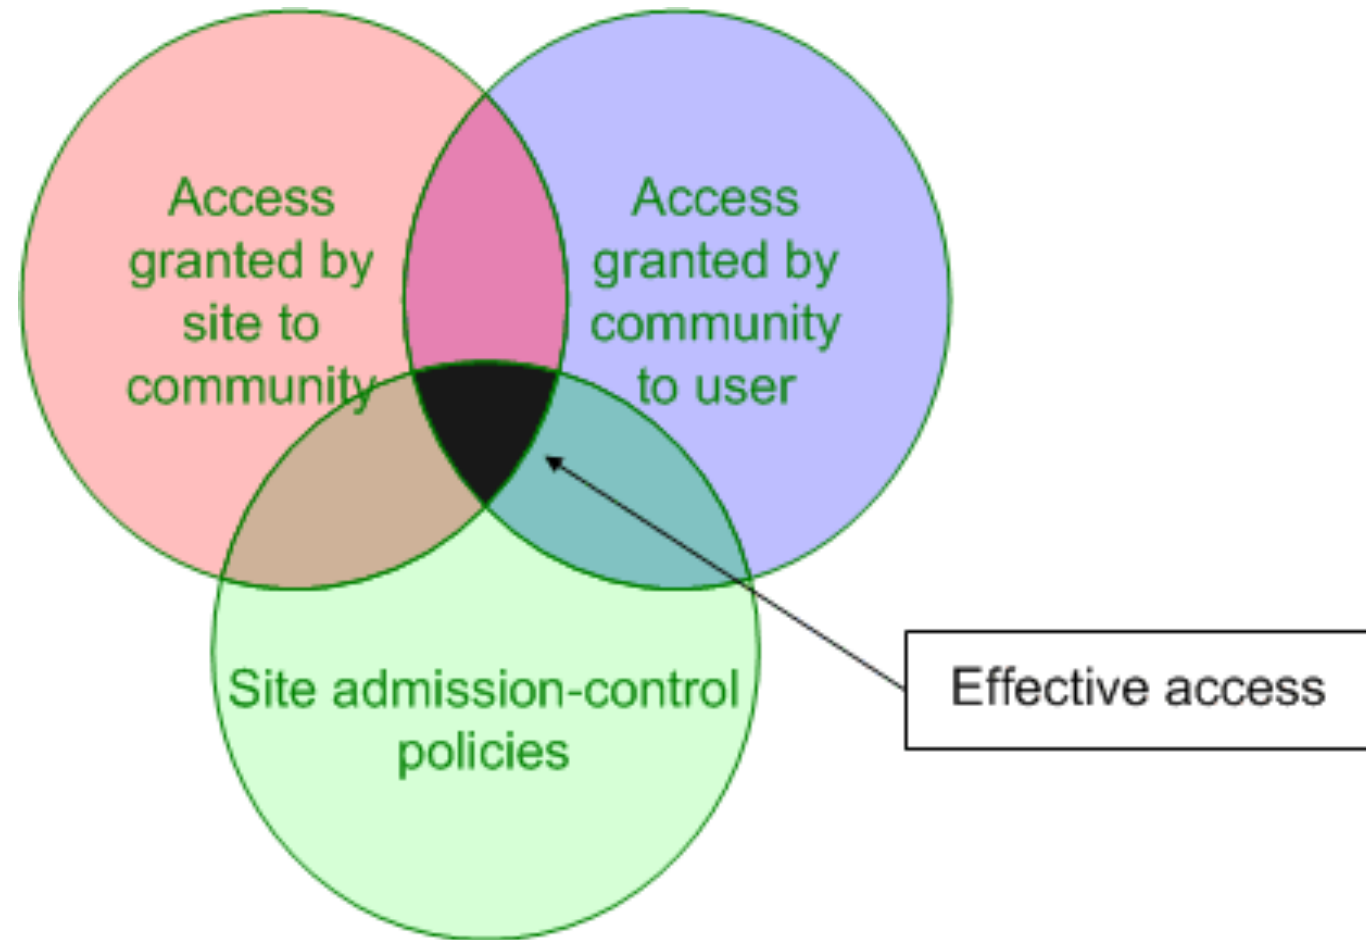 Access
granted by
site to
community
Access
granted by
community
to user
Site admission-control
policies
Effective access